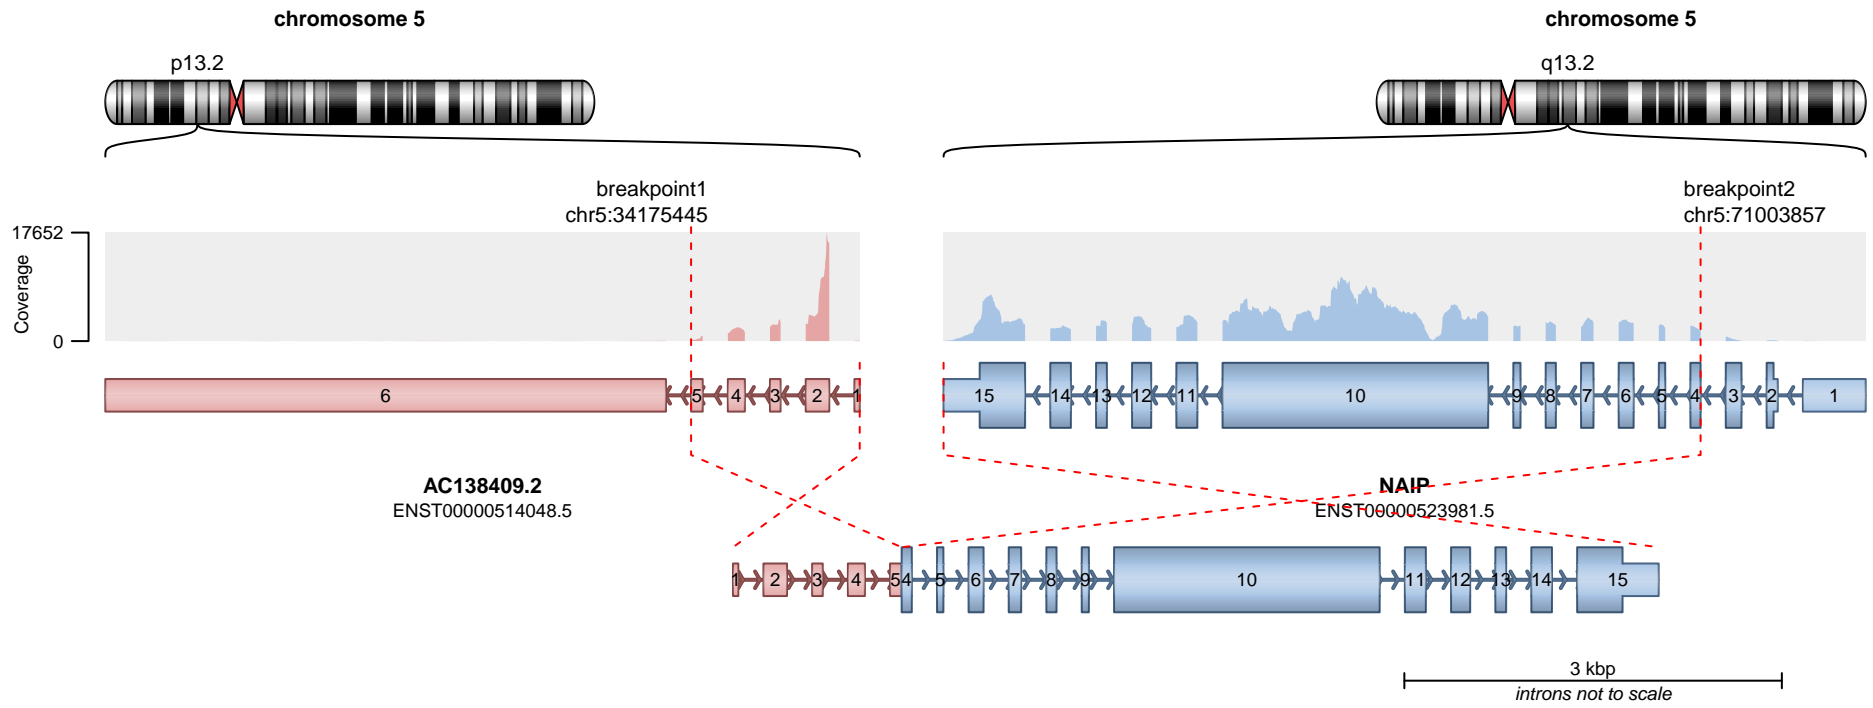 chromosome 5
chromosome 5
p13.2
q13.2
breakpoint1
chr5:34175445
breakpoint2
chr5:71003857
17652
Coverage
0
6 5 4 3 2 1
15 14 13 12 11 10 9 8 7 6 5 4 3 2 1
AC138409.2
ENST00000514048.5
NAIP
ENST00000523981.5
1 2 3 4 5 4 5 6 7 8 9 10 11 12 13 14 15
3 kbp
introns not to scale